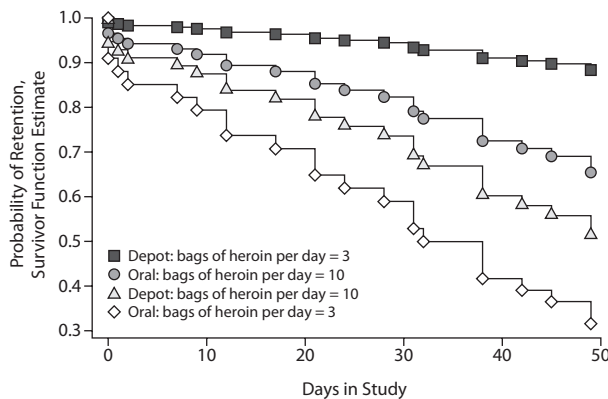 1.0
0.9
0.8
0.7
0.6
0.5
0.4
0.3
Probability of Retention,
Survivor Function Estimate
Depot: bags of heroin per day = 3
Oral: bags of heroin per day = 10
Depot: bags of heroin per day = 10
Oral: bags of heroin per day = 3
0 10 20 30 40 50
Days in Study